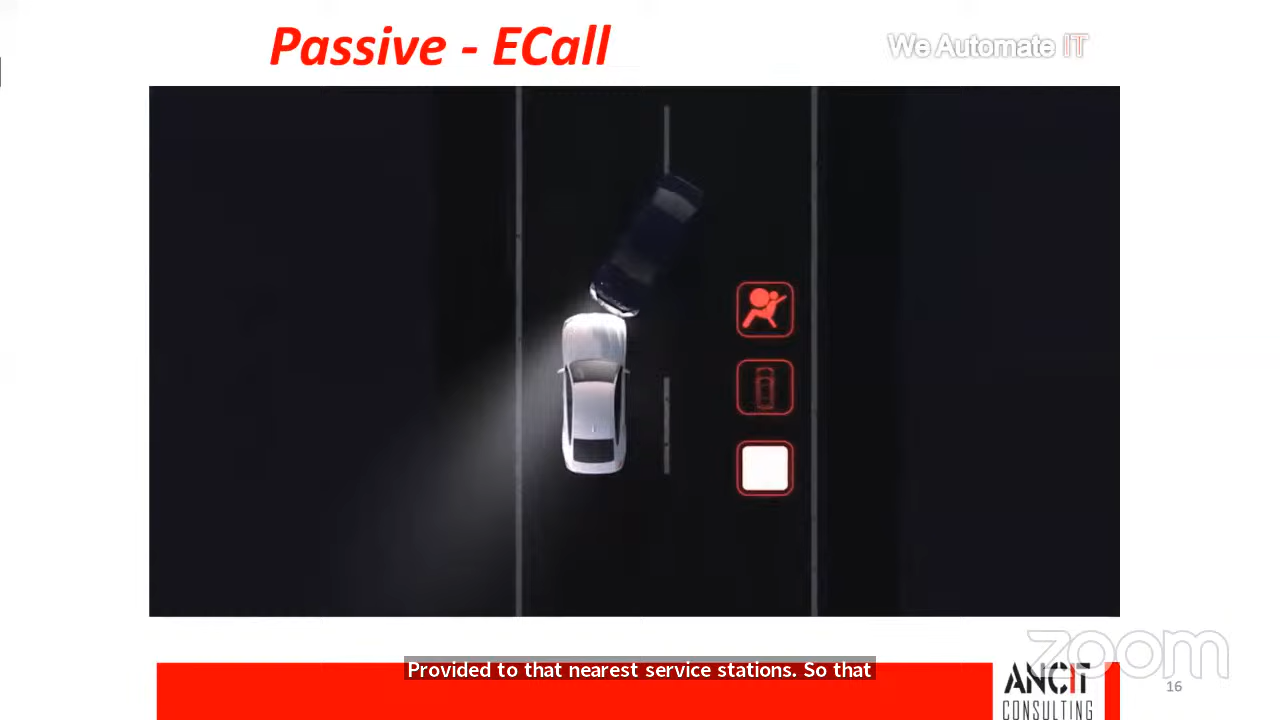 Passive - ECall
We Automate IT
Provided to that nearest service stations. So that
zoom
ANCIT
CONSULTING
16